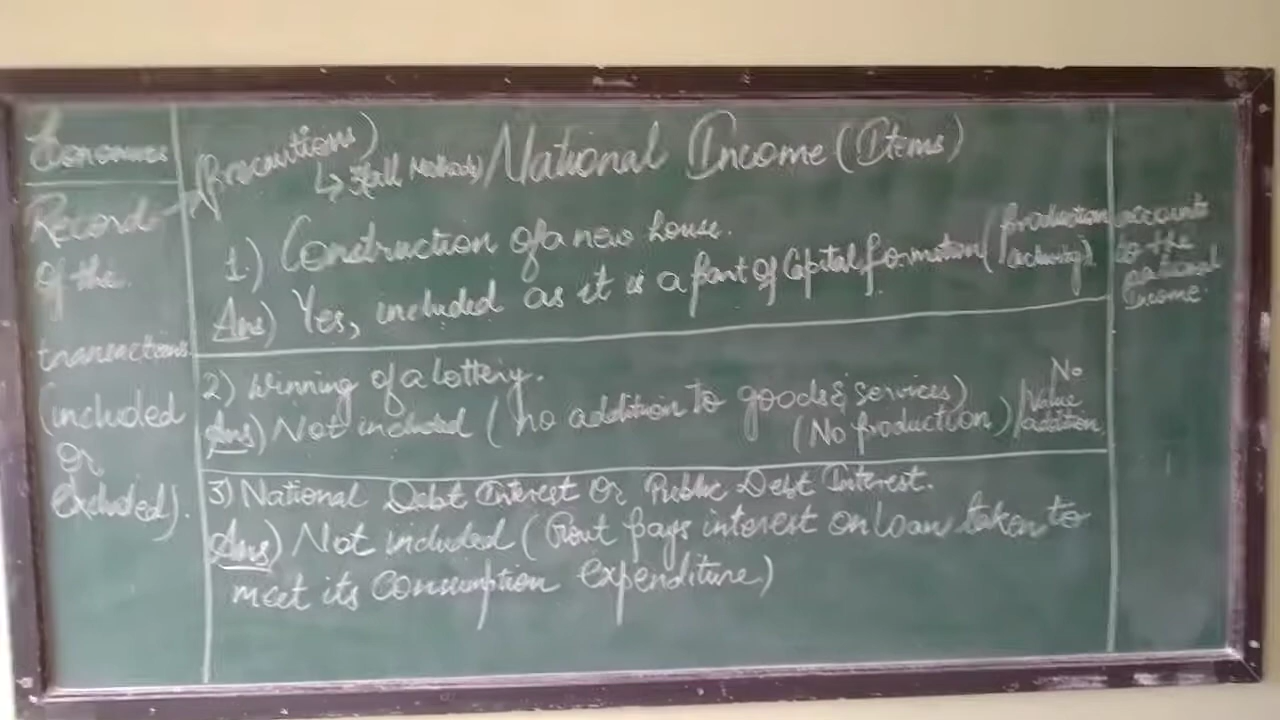 Economics
Record
of the
transactions
(included
or
excluded).
(Precautions)
↳ of all Methods)
National Income (Items)
1.) Construction of a new house.
Ans) Yes, included as it is a part of Capital formation (production
activity)
accounts
to the
national
Income.
2) Winning of a lottery.
Ans) Not included (no addition to goods & services)
(No production)
No
Value
addition
3) National Debt Interest Or Public Debt Interest.
Ans) Not included (Govt pays interest on loan taken to
meet its Consumption Expenditure)